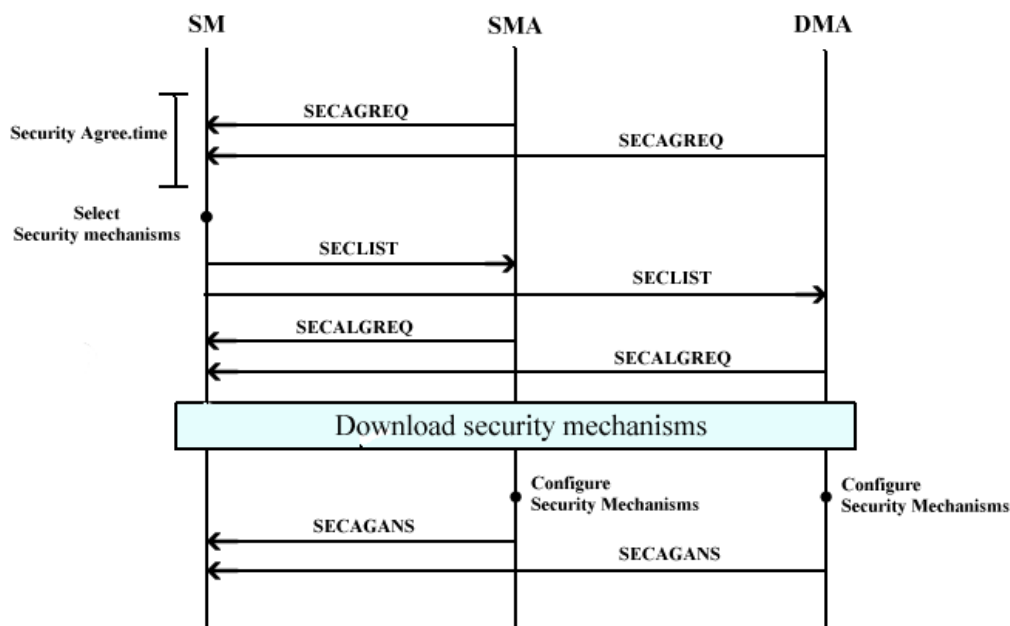 SM SMA DMA
SECAGREQ
Security Agree.time
SECAGREQ
Select
Security mechanisms
SECLIST
SECLIST
SECALGREQ
SECALGREQ
Download security mechanisms
Configure
Security Mechanisms
Configure
Security Mechanisms
SECAGANS
SECAGANS